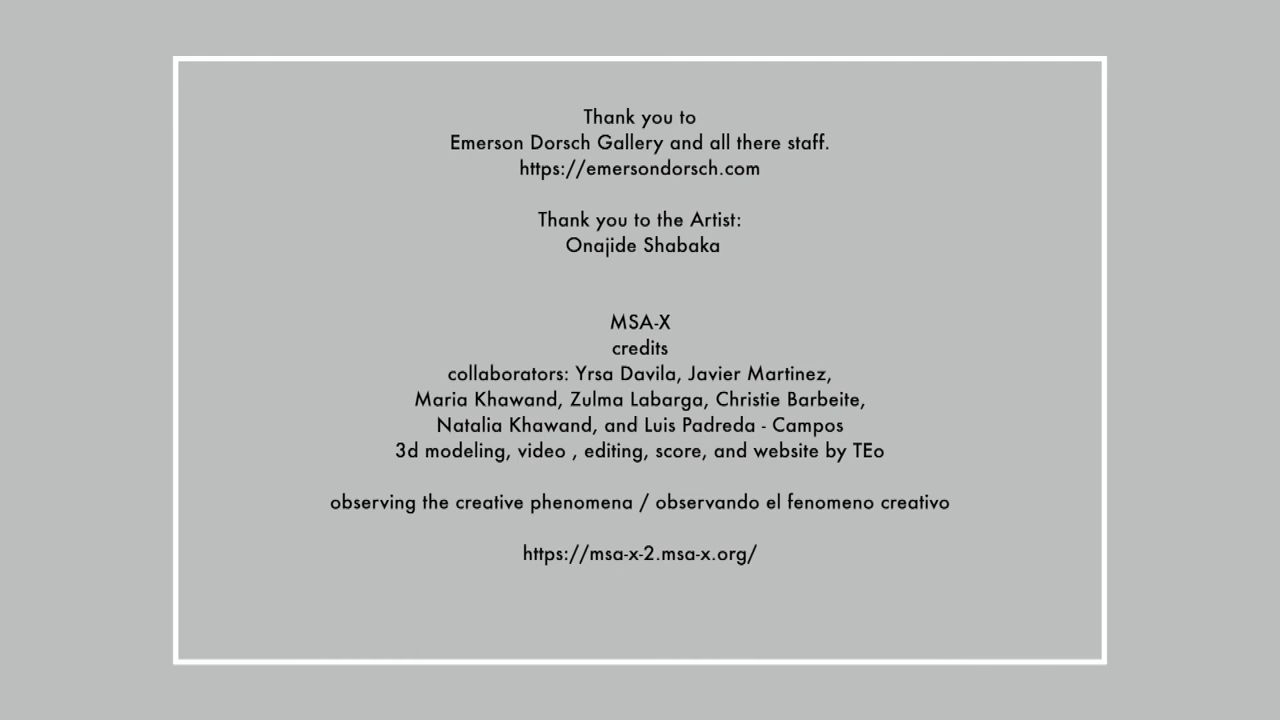 Thank you to
Emerson Dorsch Gallery and all there staff.
https://emersondorsch.com
Thank you to the Artist:
Onajide Shabaka
MSA-X
credits
collaborators: Yrsa Davila, Javier Martinez,
Maria Khawand, Zulma Labarga, Christie Barbeite,
Natalia Khawand, and Luis Padreda - Campos
3d modeling, video , editing, score, and website by TEo
observing the creative phenomena / observando el fenomeno creativo
https://msa-x-2.msa-x.org/